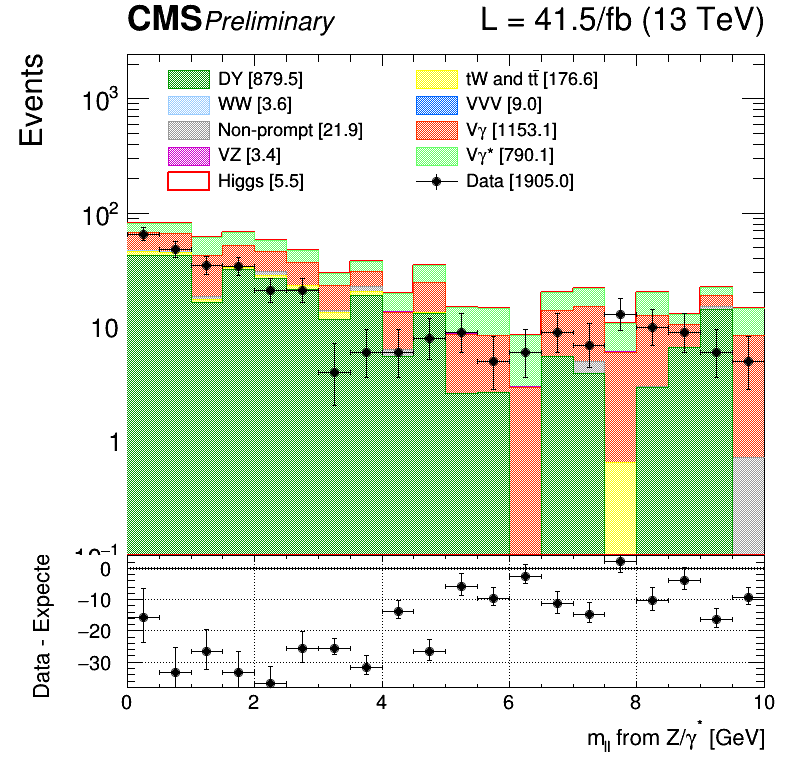 CMS Preliminary L = 41.5/fb (13 TeV)
Events
DY [879.5]
WW [3.6]
Non-prompt [21.9]
VZ [3.4]
Higgs [5.5]
tW and tt̄ [176.6]
VVV [9.0]
Vγ [1153.1]
Vγ* [790.1]
Data [1905.0]
10³
10²
10
1
10⁻¹
Data - Expecte
0
−10
−20
−30
0 2 4 6 8 10
m_ll from Z/γ* [GeV]